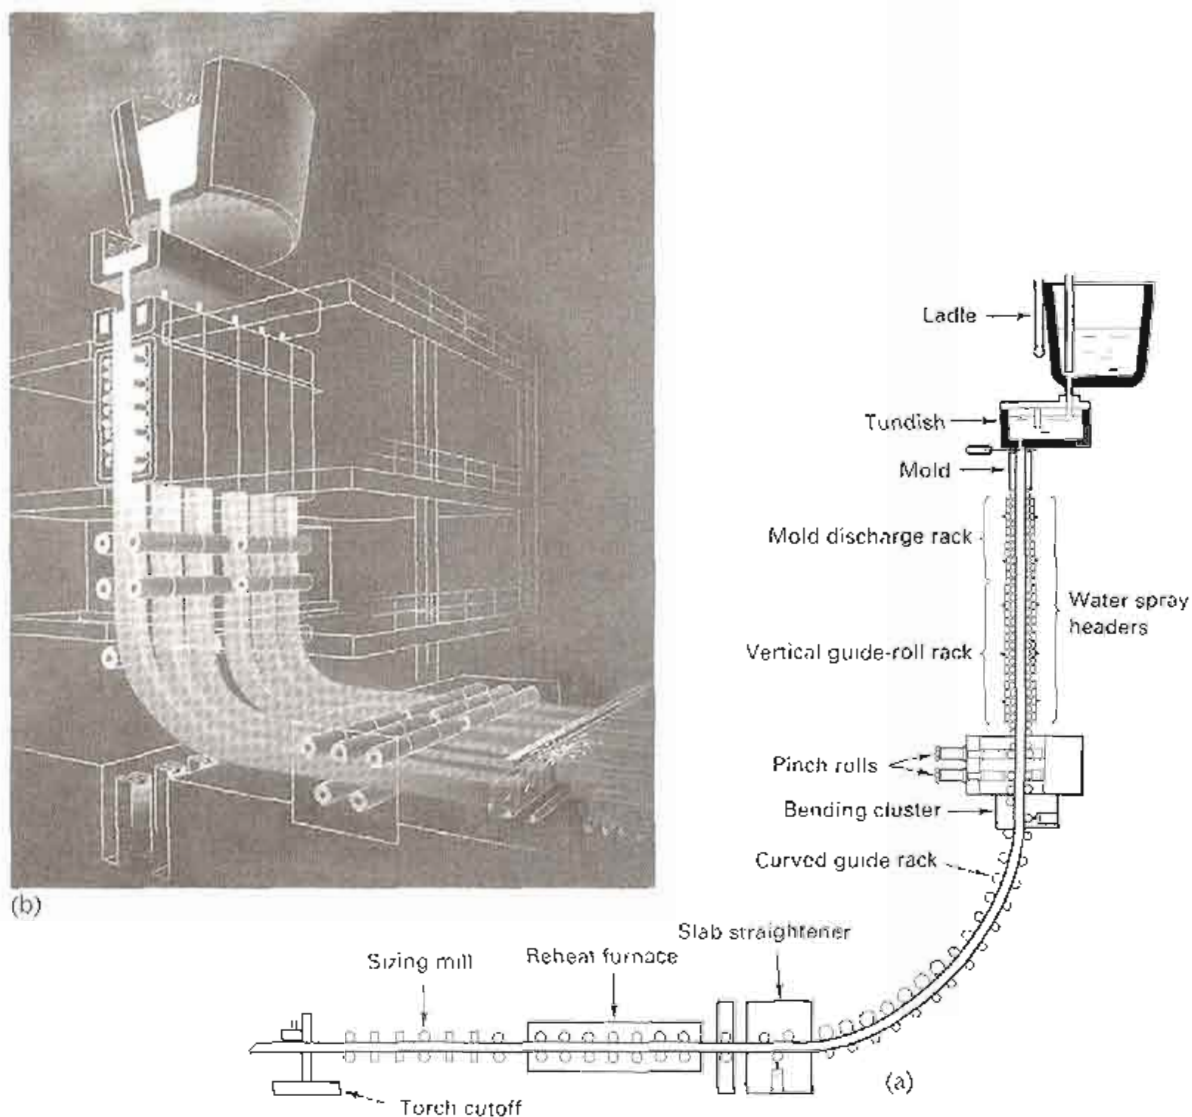 Ladle
Tundish
Mold
Mold discharge rack
Water spray
headers
Vertical guide-roll rack
Pinch rolls
Bending cluster
Curved guide rack
(b)
Slab straightener
Sizing mill
Reheat furnace
(a)
Torch cutoff